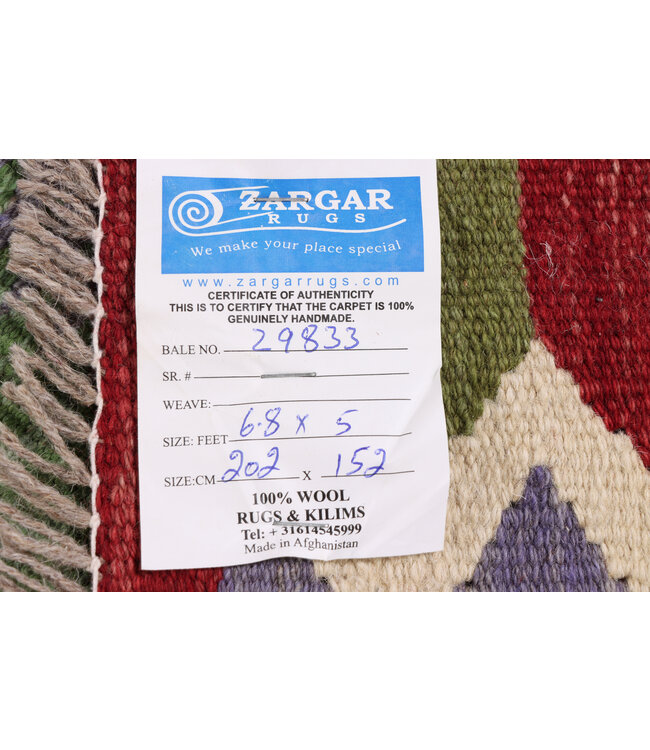 ZARGAR
RUGS
We make your place special
www.zargarrugs.com
CERTIFICATE OF AUTHENTICITY
THIS IS TO CERTIFY THAT THE CARPET IS 100%
GENUINELY HANDMADE.
BALE NO. 29833
SR. #
WEAVE:
SIZE: FEET 6.8 x 5
SIZE:CM 202 X 152
100% WOOL
RUGS & KILIMS
Tel: + 31614545999
Made in Afghanistan